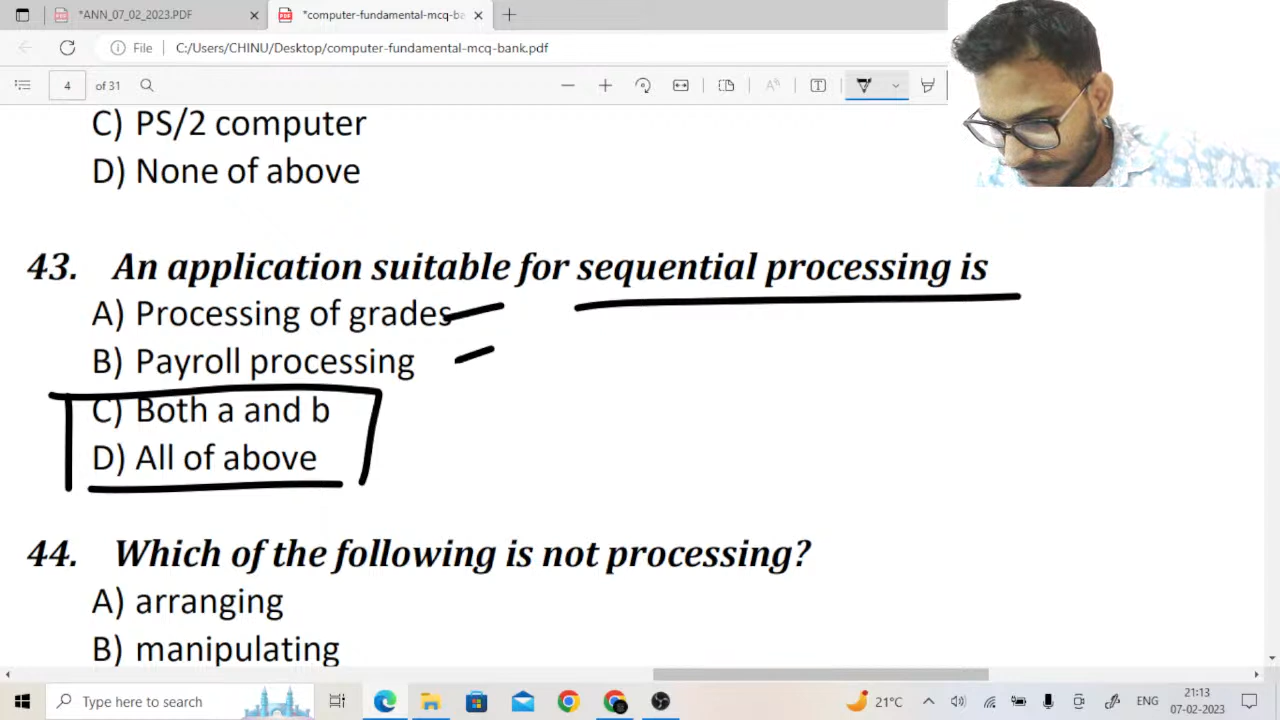 *ANN_07_02_2023.PDF
*computer-fundamental-mcq-ba
File C:/Users/CHINU/Desktop/computer-fundamental-mcq-bank.pdf
4 of 31
C) PS/2 computer
D) None of above
43. An application suitable for sequential processing is
A) Processing of grades
B) Payroll processing
C) Both a and b
D) All of above
44. Which of the following is not processing?
A) arranging
B) manipulating
Type here to search
21°C
ENG
21:13
07-02-2023